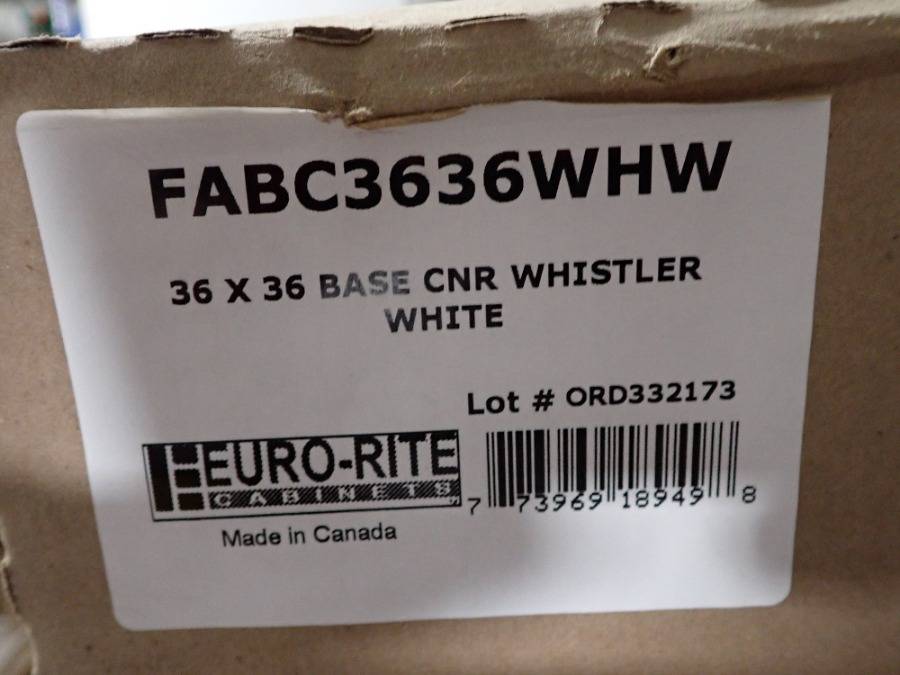 FABC3636WHW
36 X 36 BASE CNR WHISTLER
WHITE
Lot # ORD332173
EURO-RITE
CABINETS
Made in Canada
7 73969 18949 8